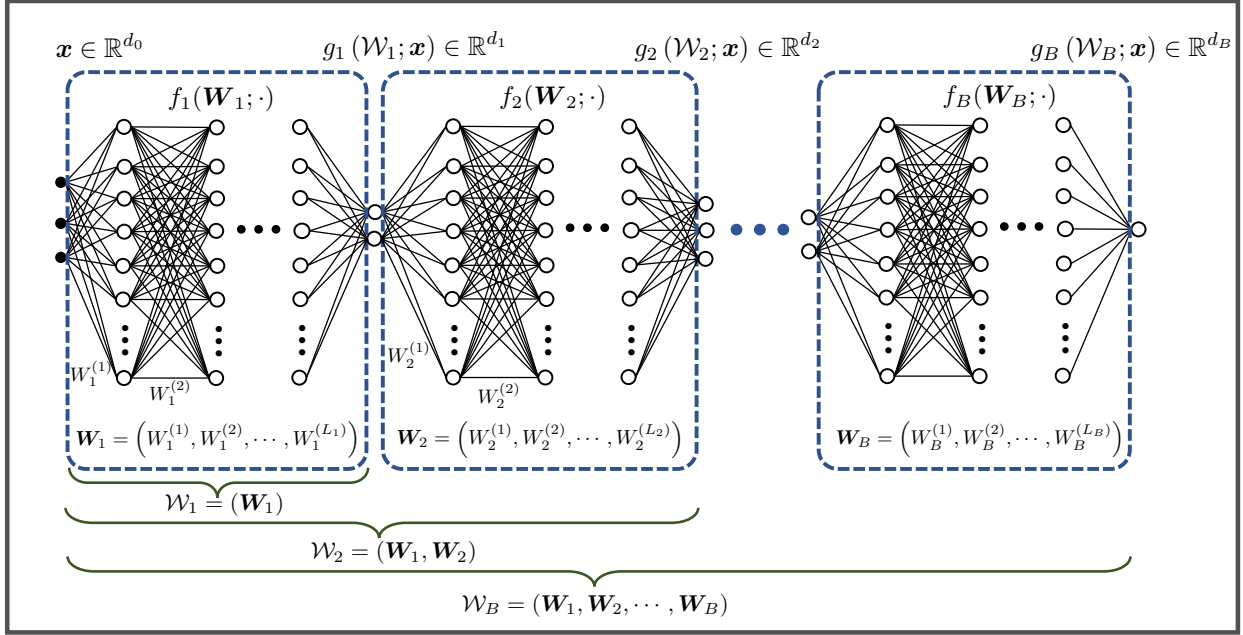 𝒙 ∈ ℝ^{d_0}
g_1 (𝒲_1; 𝒙) ∈ ℝ^{d_1}
g_2 (𝒲_2; 𝒙) ∈ ℝ^{d_2}
g_B (𝒲_B; 𝒙) ∈ ℝ^{d_B}
f_1(𝑾_1; ·)
f_2(𝑾_2; ·)
f_B(𝑾_B; ·)
W_1^{(1)}
W_1^{(2)}
W_2^{(1)}
W_2^{(2)}
𝑾_1 = (W_1^{(1)}, W_1^{(2)}, ⋯ , W_1^{(L_1)})
𝑾_2 = (W_2^{(1)}, W_2^{(2)}, ⋯ , W_2^{(L_2)})
𝑾_B = (W_B^{(1)}, W_B^{(2)}, ⋯ , W_B^{(L_B)})
𝒲_1 = (𝑾_1)
𝒲_2 = (𝑾_1, 𝑾_2)
𝒲_B = (𝑾_1, 𝑾_2, ⋯ , 𝑾_B)